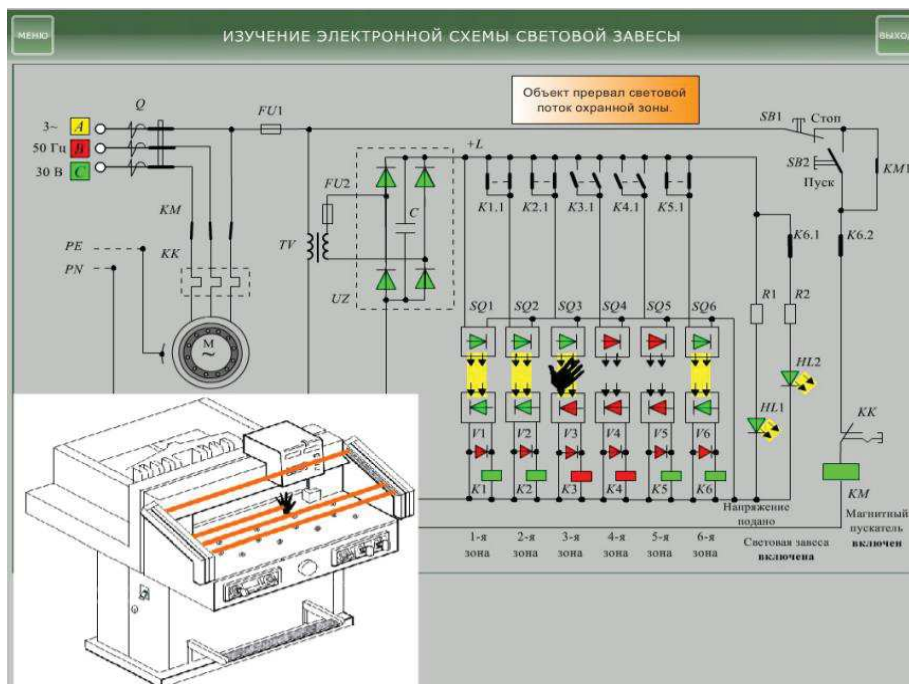 МЕНЮ
ИЗУЧЕНИЕ ЭЛЕКТРОННОЙ СХЕМЫ СВЕТОВОЙ ЗАВЕСЫ
ВЫХОД
Объект прервал световой
поток охранной зоны.
Q
FU1
SB1
Стоп
3~
A
50 Гц
B
30 В
C
+L
SB2
Пуск
KM1
FU2
C
K1.1
K2.1
K3.1
K4.1
K5.1
KM
K6.1
K6.2
PE
KK
TV
PN
UZ
SQ1
SQ2
SQ3
SQ4
SQ5
SQ6
R1
R2
M
~
HL2
HL1
KK
V1
V2
V3
V4
V5
V6
K1
K2
K3
K4
K5
K6
KM
Напряжение
подано
Магнитный
пускатель
включен
1-я
зона
2-я
зона
3-я
зона
4-я
зона
5-я
зона
6-я
зона
Световая завеса
включена